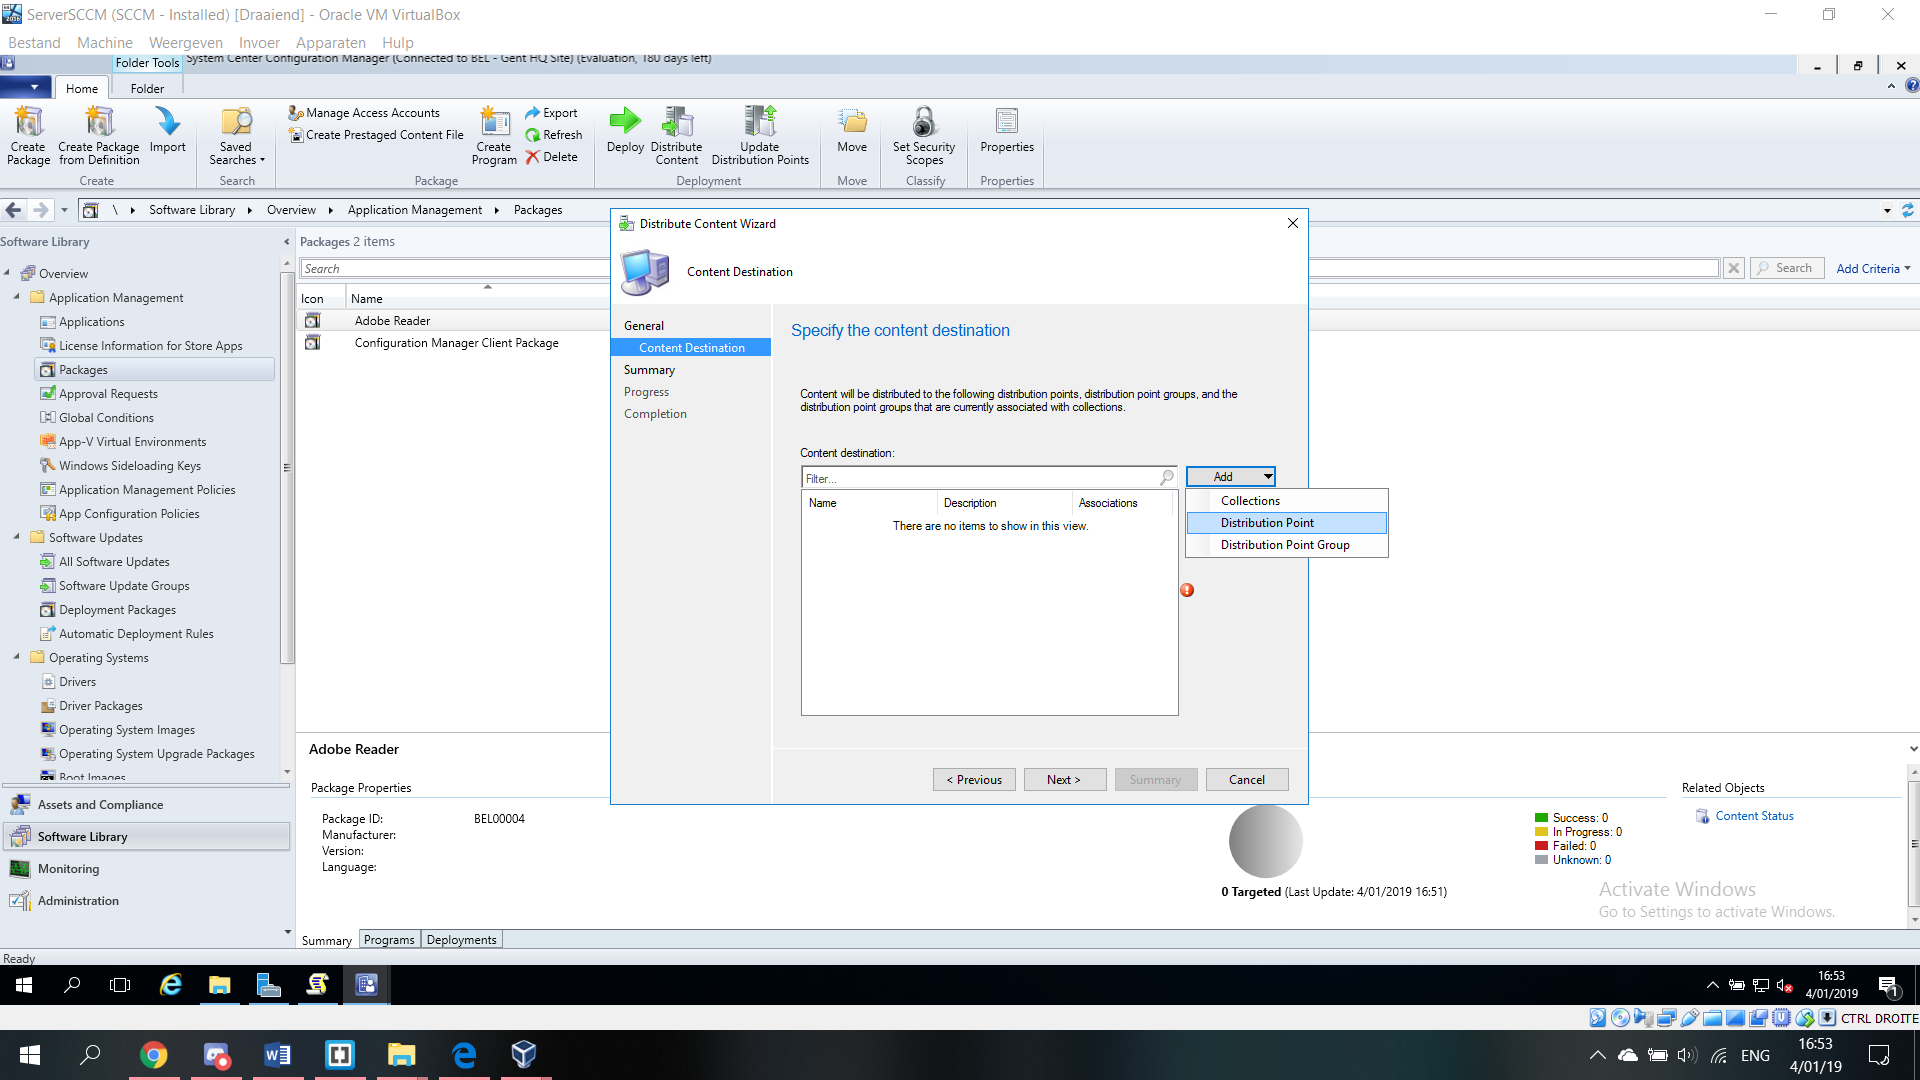 ServerSCCM (SCCM - Installed) [Draaiend] - Oracle VM VirtualBox
Bestand Machine Weergeven Invoer Apparaten Hulp
Folder Tools System Center Configuration Manager (Connected to BEL - Gent HQ Site) (Evaluation, 180 days left)
Home Folder
Create Package
Create Package from Definition
Import
Create
Saved Searches
Search
Manage Access Accounts
Create Prestaged Content File
Create Program
Export
Refresh
Delete
Package
Deploy
Distribute Content
Update Distribution Points
Deployment
Move
Move
Set Security Scopes
Classify
Properties
Properties
\ Software Library Overview Application Management Packages
Software Library
Overview
Application Management
Applications
License Information for Store Apps
Packages
Approval Requests
Global Conditions
App-V Virtual Environments
Windows Sideloading Keys
Application Management Policies
App Configuration Policies
Software Updates
All Software Updates
Software Update Groups
Deployment Packages
Automatic Deployment Rules
Operating Systems
Drivers
Driver Packages
Operating System Images
Operating System Upgrade Packages
Boot Images
Assets and Compliance
Software Library
Monitoring
Administration
Packages 2 items
Search
Search
Add Criteria
Icon Name
Adobe Reader
Configuration Manager Client Package
Distribute Content Wizard
Content Destination
General
Content Destination
Summary
Progress
Completion
Specify the content destination
Content will be distributed to the following distribution points, distribution point groups, and the
distribution point groups that are currently associated with collections.
Content destination:
Filter...
Add
Collections
Distribution Point
Distribution Point Group
Name Description Associations
There are no items to show in this view.
< Previous Next > Summary Cancel
Adobe Reader
Package Properties
Package ID: BEL00004
Manufacturer:
Version:
Language:
Success: 0
In Progress: 0
Failed: 0
Unknown: 0
0 Targeted (Last Update: 4/01/2019 16:51)
Related Objects
Content Status
Activate Windows
Go to Settings to activate Windows.
Summary Programs Deployments
Ready
16:53
4/01/2019
1
CTRL DROITE
ENG
16:53
4/01/19